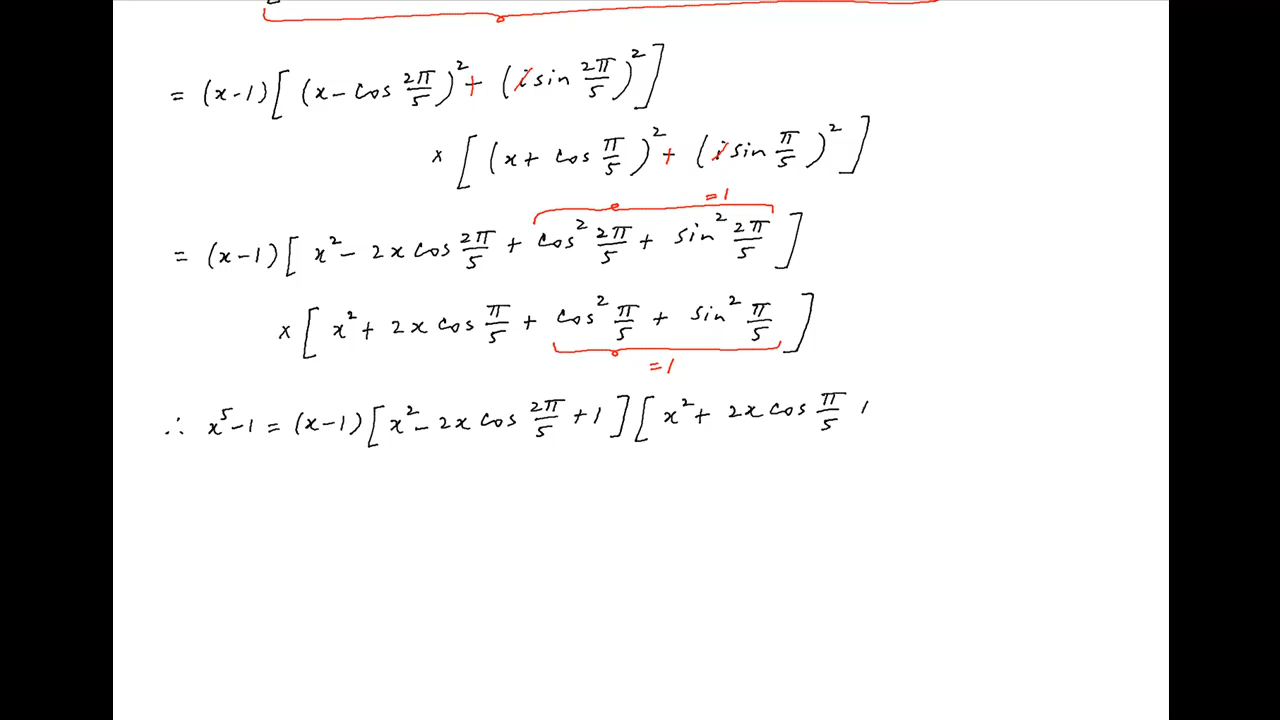 = (x-1)[(x - cos 2π/5)² + (i sin 2π/5)²]
× [(x + cos π/5)² + (i sin π/5)²]
= 1
= (x-1)[x² - 2x cos 2π/5 + cos² 2π/5 + sin² 2π/5]
× [x² + 2x cos π/5 + cos² π/5 + sin² π/5]
= 1
∴ x⁵-1 = (x-1)[x² - 2x cos 2π/5 + 1][x² + 2x cos π/5